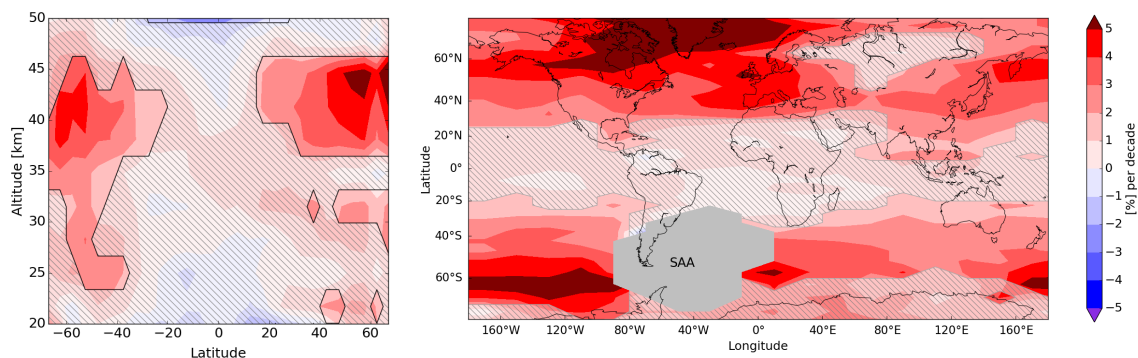 50
45
40
35
30
25
20
Altitude [km]
−60 −40 −20 0 20 40 60
Latitude
60°N
40°N
20°N
0°
20°S
40°S
60°S
Latitude
SAA
160°W 120°W 80°W 40°W 0° 40°E 80°E 120°E 160°E
Longitude
5
4
3
2
1
0
−1
−2
−3
−4
−5
[%] per decade